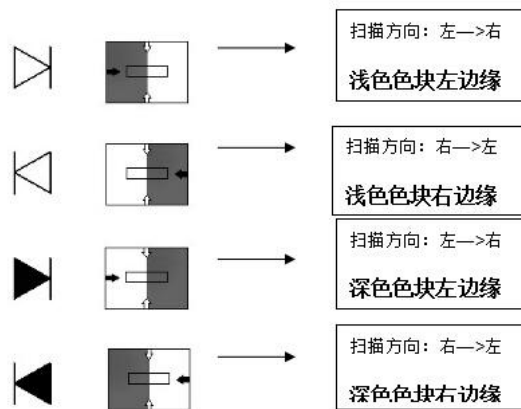 扫描方向：左—>右
浅色色块左边缘
扫描方向：右—>左
浅色色块右边缘
扫描方向：左—>右
深色色块左边缘
扫描方向：右—>左
深色色块右边缘